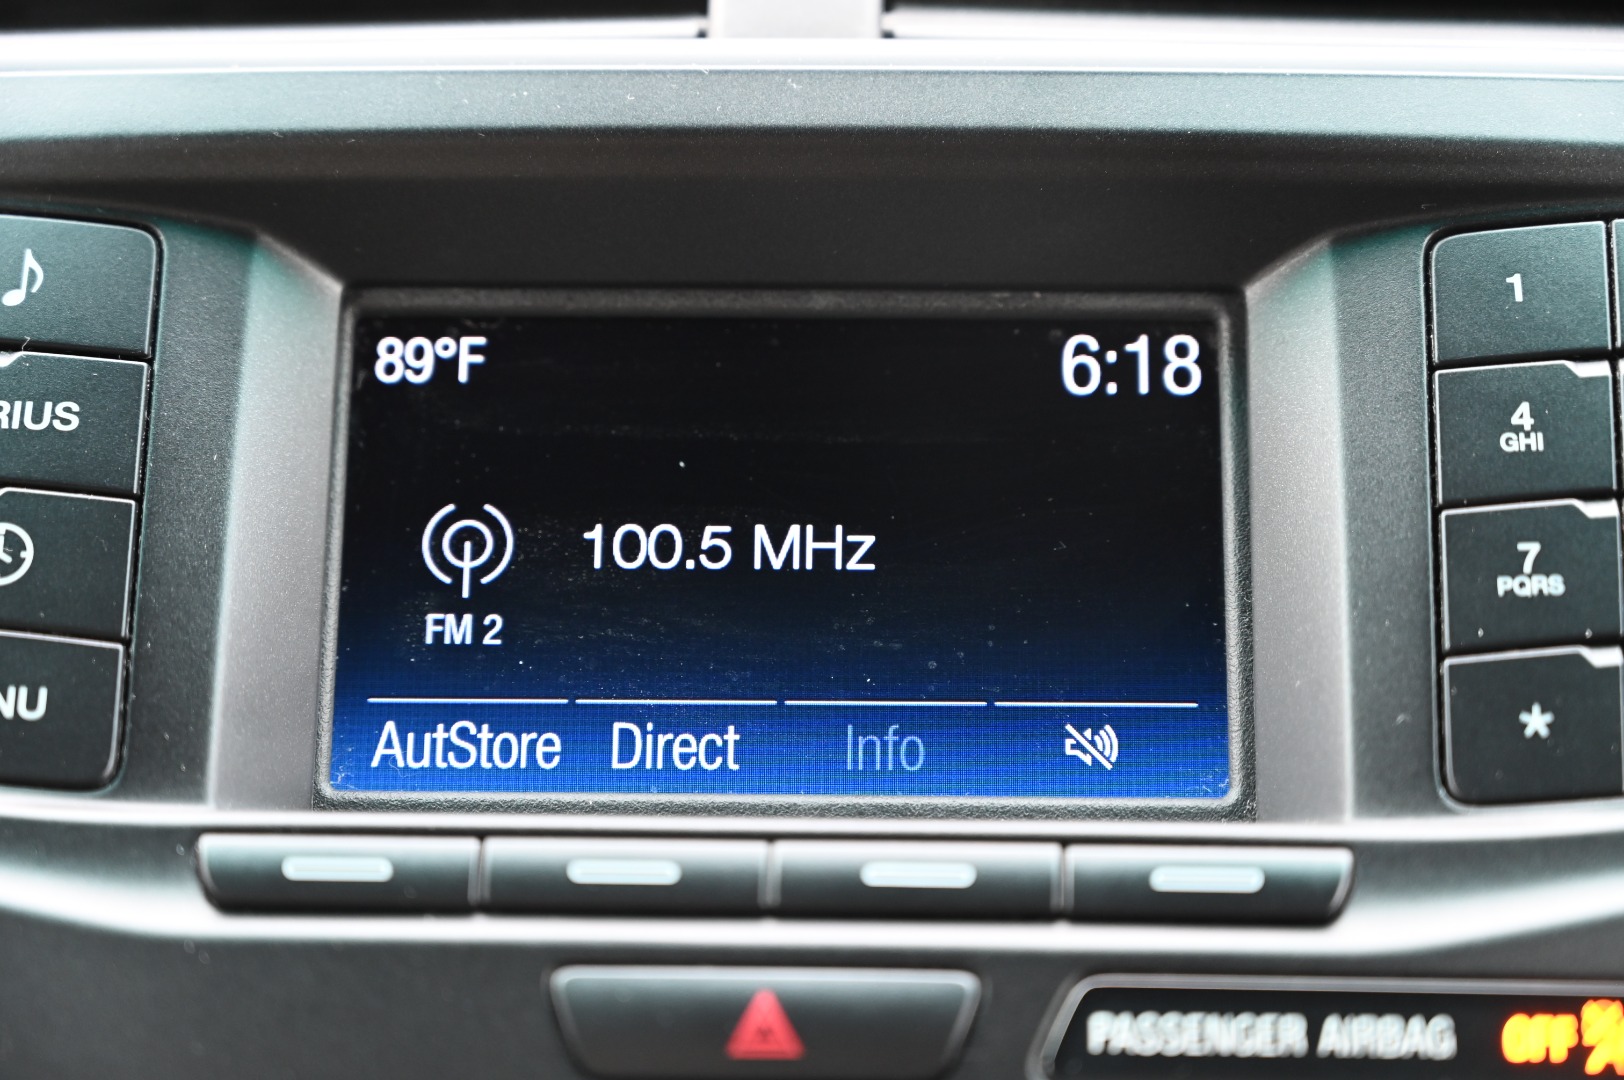 89°F
6:18
RIUS
1
4
GHI
100.5 MHz
7
PQRS
FM 2
NU
AutStore
Direct
Info
*
PASSENGER AIRBAG
OFF